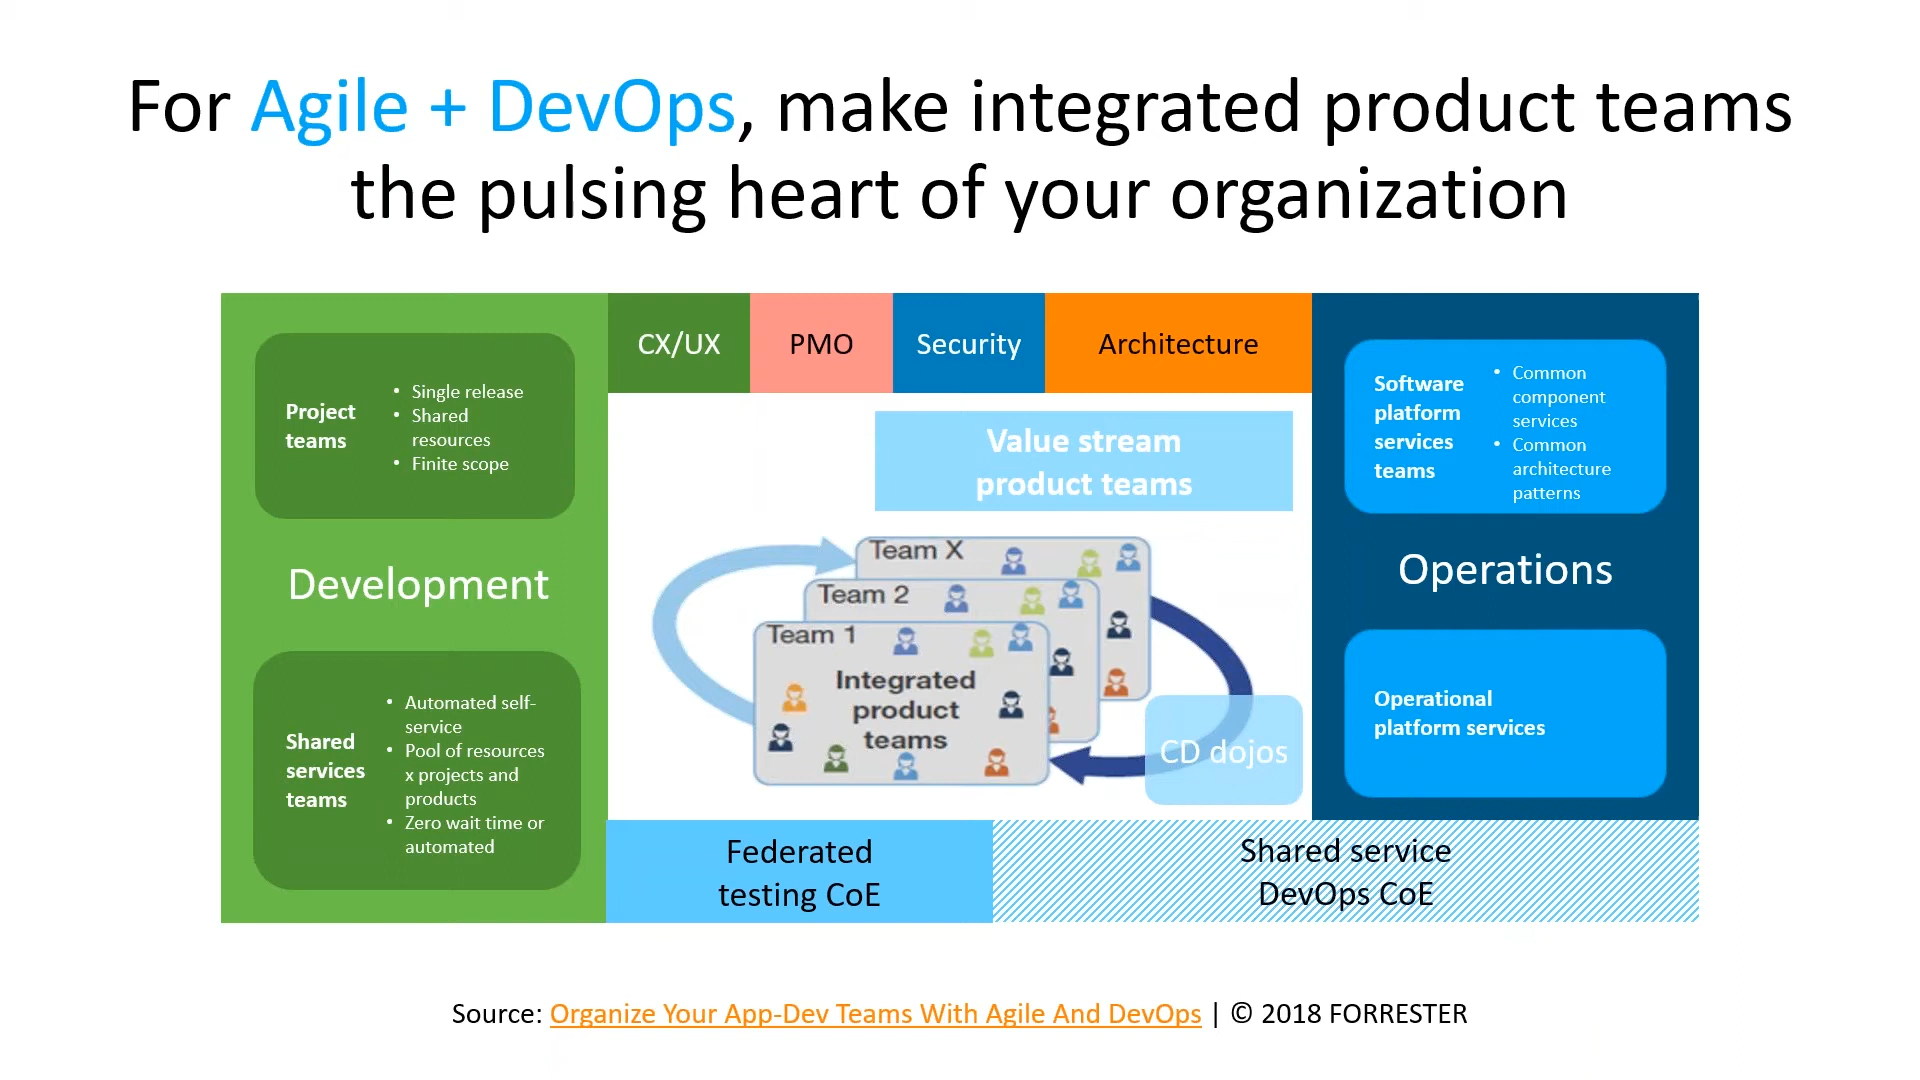 For Agile + DevOps, make integrated product teams
the pulsing heart of your organization
Project
teams
• Single release
• Shared
resources
• Finite scope
Development
Shared
services
teams
• Automated self-
service
• Pool of resources
x projects and
products
• Zero wait time or
automated
CX/UX
PMO
Security
Architecture
Value stream
product teams
Team X
Team 2
Team 1
Integrated
product
teams
CD dojos
Software
platform
services
teams
• Common
component
services
• Common
architecture
patterns
Operations
Operational
platform services
Federated
testing CoE
Shared service
DevOps CoE
Source: Organize Your App-Dev Teams With Agile And DevOps | © 2018 FORRESTER